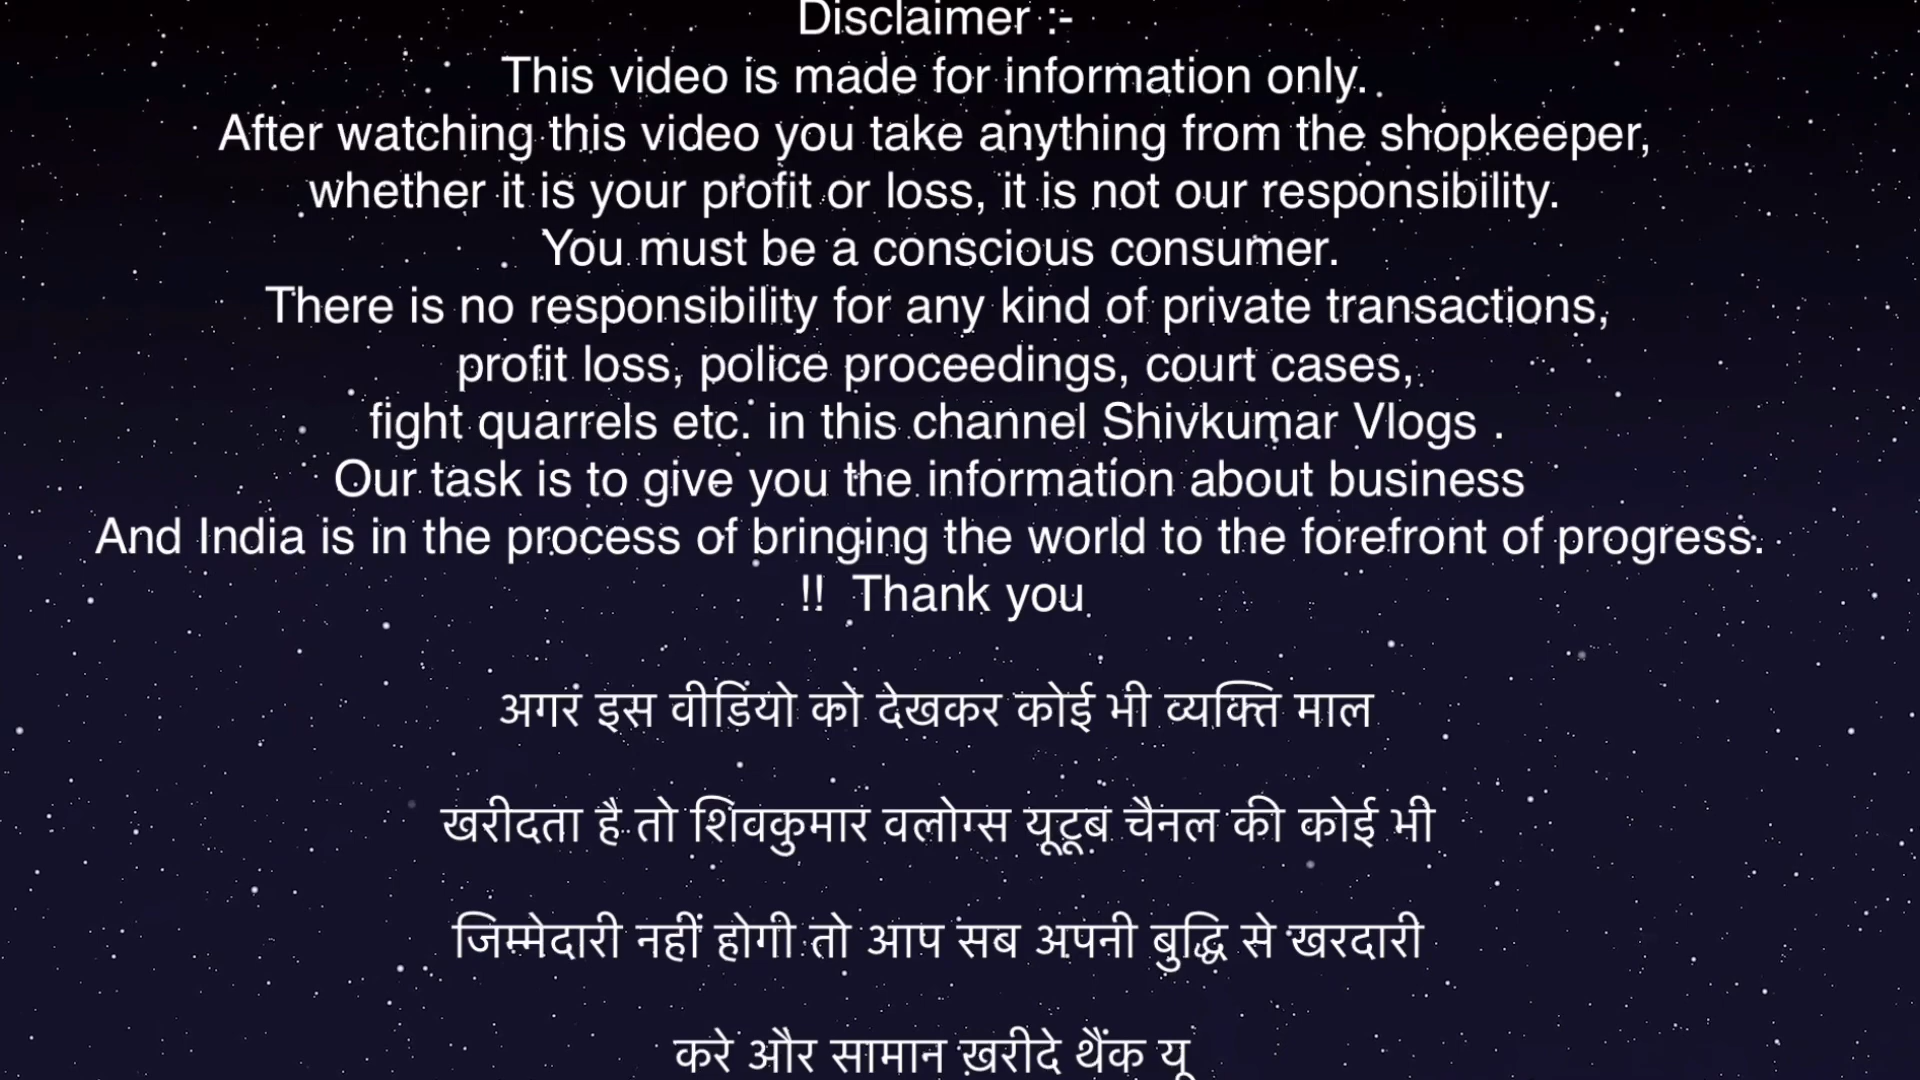 Disclaimer :-
This video is made for information only.
After watching this video you take anything from the shopkeeper,
whether it is your profit or loss, it is not our responsibility.
You must be a conscious consumer.
There is no responsibility for any kind of private transactions,
profit loss, police proceedings, court cases,
fight quarrels etc. in this channel Shivkumar Vlogs .
Our task is to give you the information about business
And India is in the process of bringing the world to the forefront of progress.
!!  Thank you
अगर इस वीडियो को देखकर कोई भी व्यक्ति माल
खरीदता है तो शिवकुमार वलोग्स यूटूब चैनल की कोई भी
जिम्मेदारी नहीं होगी तो आप सब अपनी बुद्धि से खरदारी
करे और सामान ख़रीदे थैंक यू